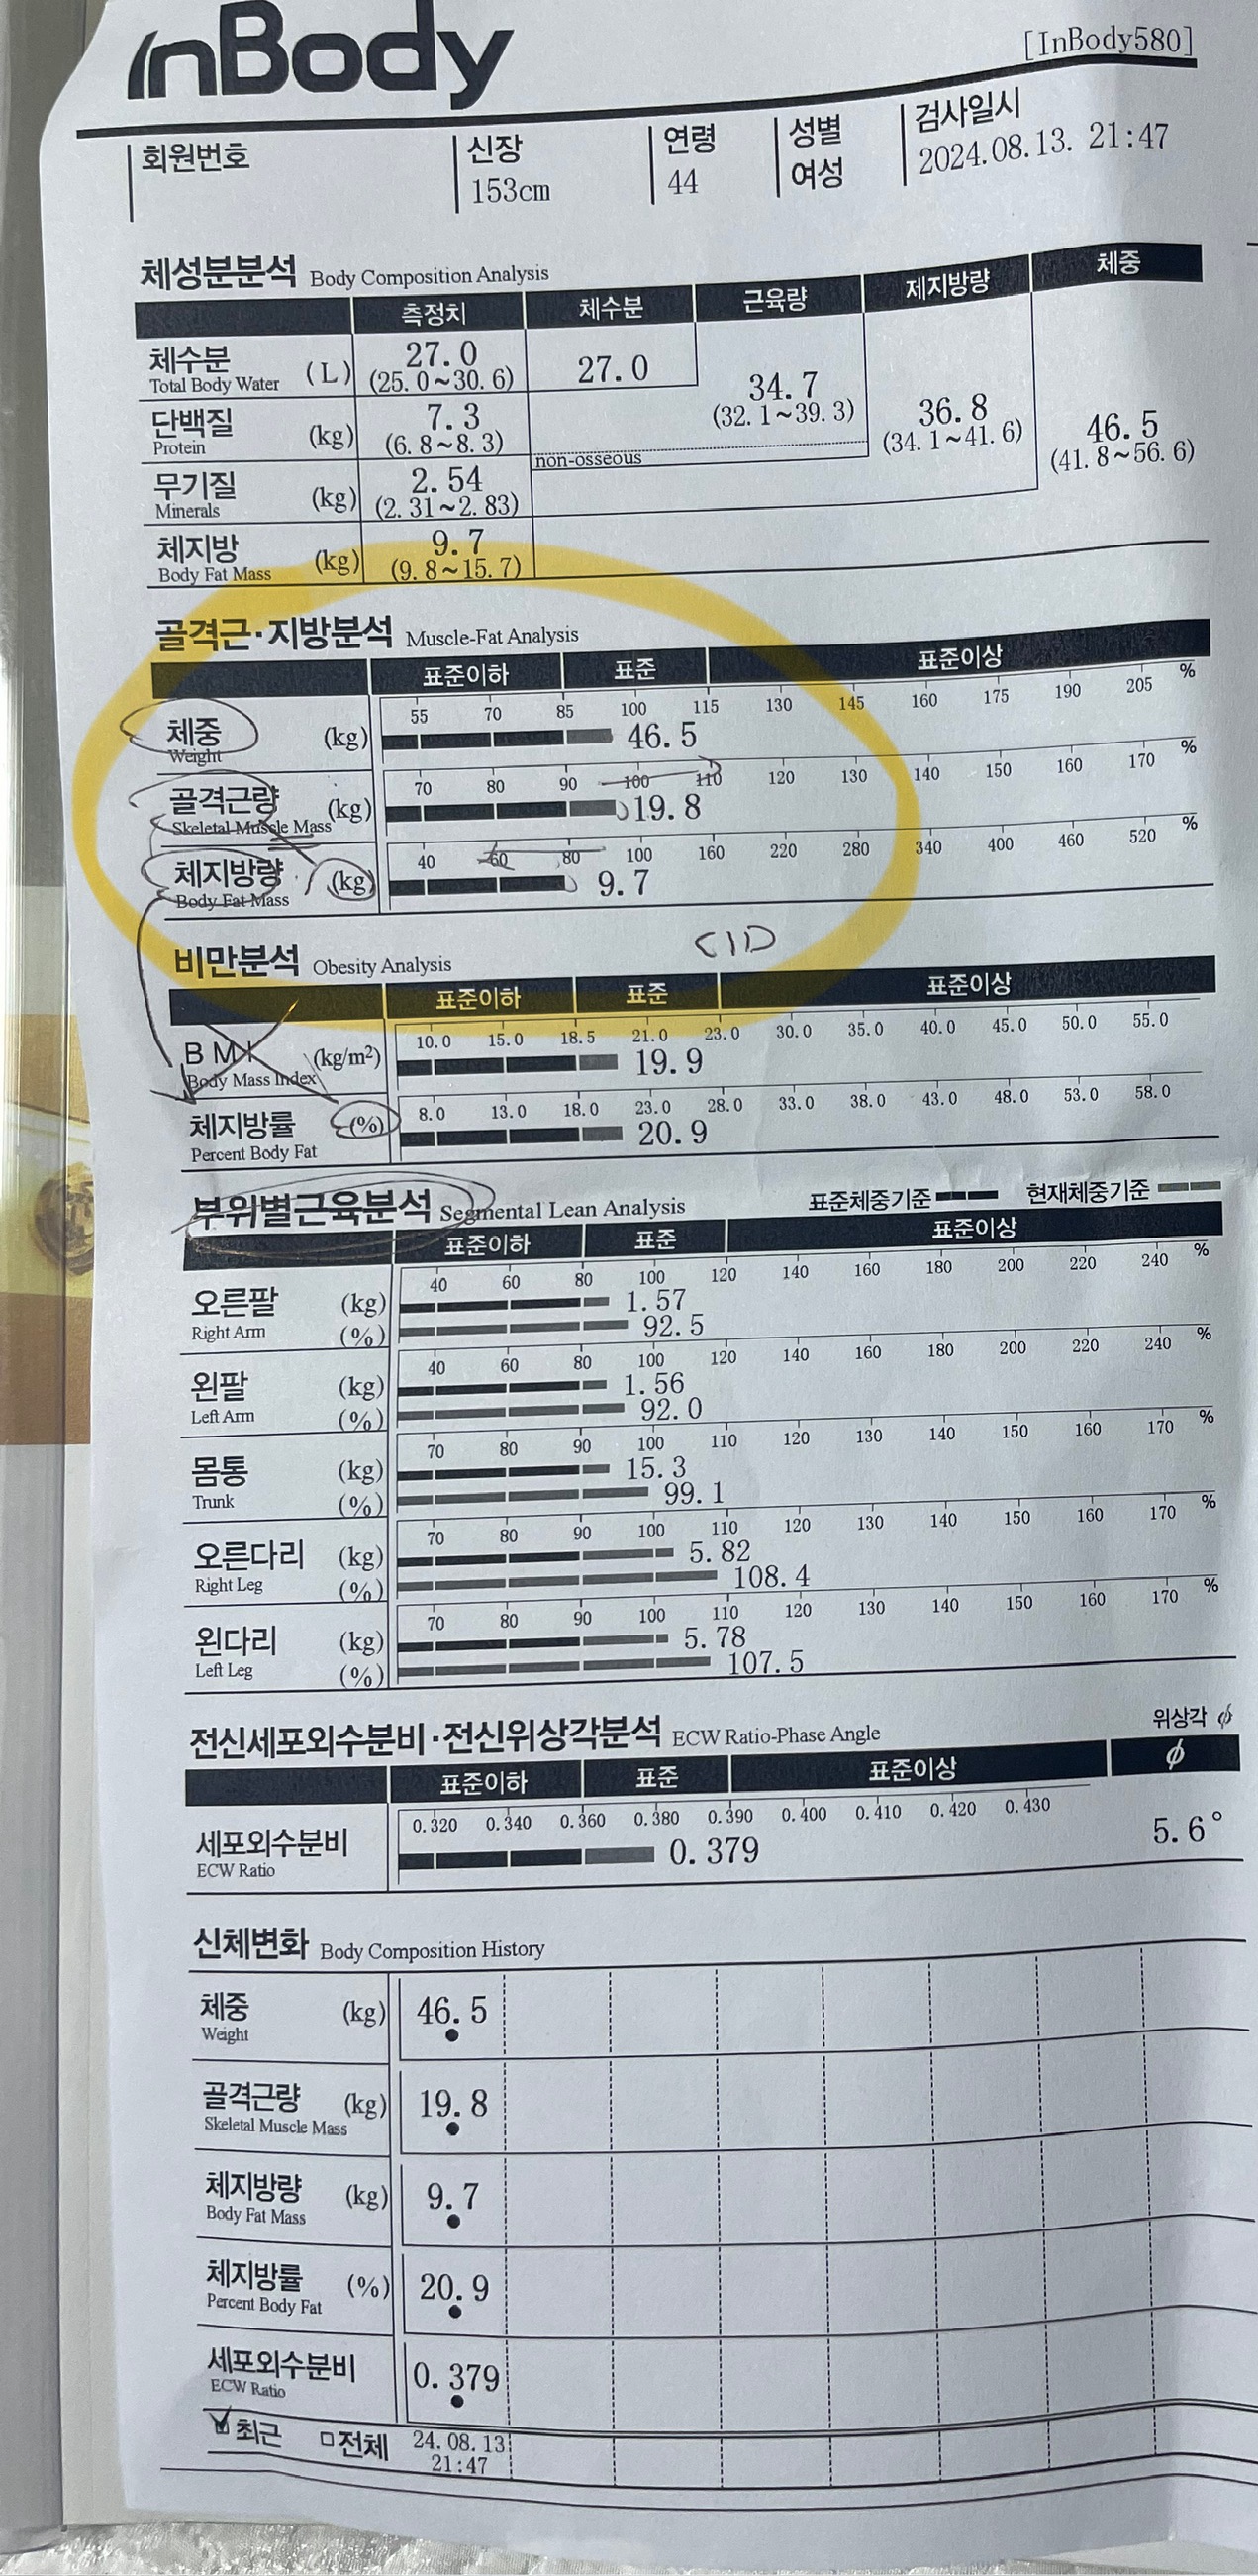 InBody
[InBody580]
회원번호 신장 연령 성별 검사일시
153cm 44 여성 2024.08.13. 21:47
체성분분석 Body Composition Analysis
측정치 체수분 근육량 제지방량 체중
체수분 (L) 27.0 27.0 34.7 36.8 46.5
Total Body Water (25.0~30.6) (32.1~39.3) (34.1~41.6) (41.8~56.6)
단백질 (kg) 7.3
Protein (6.8~8.3)
non-osseous
무기질 (kg) 2.54
Minerals (2.31~2.83)
체지방 (kg) 9.7
Body Fat Mass (9.8~15.7)
골격근·지방분석 Muscle-Fat Analysis
표준이하 표준 표준이상
55 70 85 100 115 130 145 160 175 190 205 %
체중 (kg) 46.5
Weight
70 80 90 100 110 120 130 140 150 160 170 %
골격근량 (kg) 19.8
Skeletal Muscle Mass
40 60 80 100 160 220 280 340 400 460 520 %
체지방량 (kg) 9.7
Body Fat Mass
CID
비만분석 Obesity Analysis
표준이하 표준 표준이상
10.0 15.0 18.5 21.0 23.0 30.0 35.0 40.0 45.0 50.0 55.0
BMI (kg/m²) 19.9
Body Mass Index
8.0 13.0 18.0 23.0 28.0 33.0 38.0 43.0 48.0 53.0 58.0
체지방률 (%) 20.9
Percent Body Fat
부위별근육분석 Segmental Lean Analysis 표준체중기준 현재체중기준
표준이하 표준 표준이상
40 60 80 100 120 140 160 180 200 220 240 %
오른팔 (kg) 1.57
Right Arm (%) 92.5
40 60 80 100 120 140 160 180 200 220 240 %
왼팔 (kg) 1.56
Left Arm (%) 92.0
70 80 90 100 110 120 130 140 150 160 170 %
몸통 (kg) 15.3
Trunk (%) 99.1
70 80 90 100 110 120 130 140 150 160 170 %
오른다리 (kg) 5.82
Right Leg (%) 108.4
70 80 90 100 110 120 130 140 150 160 170 %
왼다리 (kg) 5.78
Left Leg (%) 107.5
전신세포외수분비·전신위상각분석 ECW Ratio-Phase Angle 위상각 ϕ
표준이하 표준 표준이상 ϕ
0.320 0.340 0.360 0.380 0.390 0.400 0.410 0.420 0.430
세포외수분비 0.379 5.6°
ECW Ratio
신체변화 Body Composition History
체중 (kg) 46.5
Weight
골격근량 (kg) 19.8
Skeletal Muscle Mass
체지방량 (kg) 9.7
Body Fat Mass
체지방률 (%) 20.9
Percent Body Fat
세포외수분비 0.379
ECW Ratio
최근 전체 24.08.13
21:47